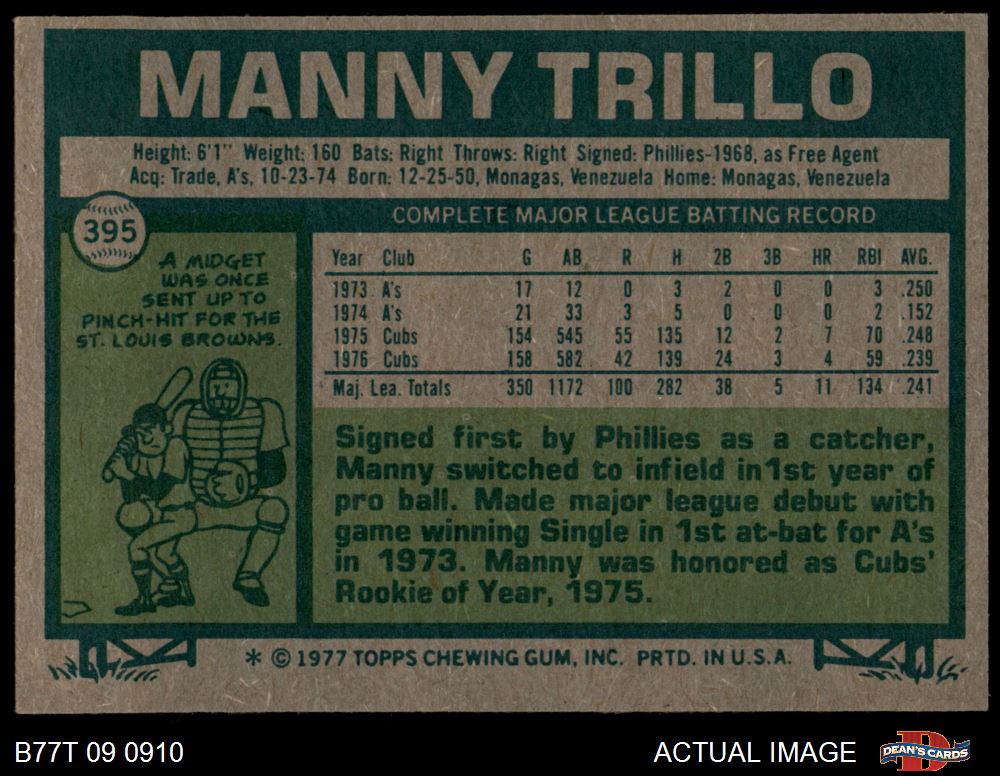 MANNY TRILLO
Height: 6'1" Weight: 160 Bats: Right Throws: Right Signed: Phillies-1968, as Free Agent
Acq: Trade, A's, 10-23-74 Born: 12-25-50, Monagas, Venezuela Home: Monagas, Venezuela
395
A MIDGET
WAS ONCE
SENT UP TO
PINCH-HIT FOR THE
ST. LOUIS BROWNS.
COMPLETE MAJOR LEAGUE BATTING RECORD
Year Club G AB R H 2B 3B HR RBI AVG.
1973 A's 17 12 0 3 2 0 0 3 .250
1974 A's 21 33 3 5 0 0 0 2 .152
1975 Cubs 154 545 55 135 12 2 7 70 .248
1976 Cubs 158 582 42 139 24 3 4 59 .239
Maj. Lea. Totals 350 1172 100 282 38 5 11 134 .241
Signed first by Phillies as a catcher,
Manny switched to infield in 1st year of
pro ball. Made major league debut with
game winning Single in 1st at-bat for A's
in 1973. Manny was honored as Cubs'
Rookie of Year, 1975.
* © 1977 TOPPS CHEWING GUM, INC. PRTD. IN U.S.A.
B77T 09 0910
ACTUAL IMAGE
D
DEAN'S CARDS